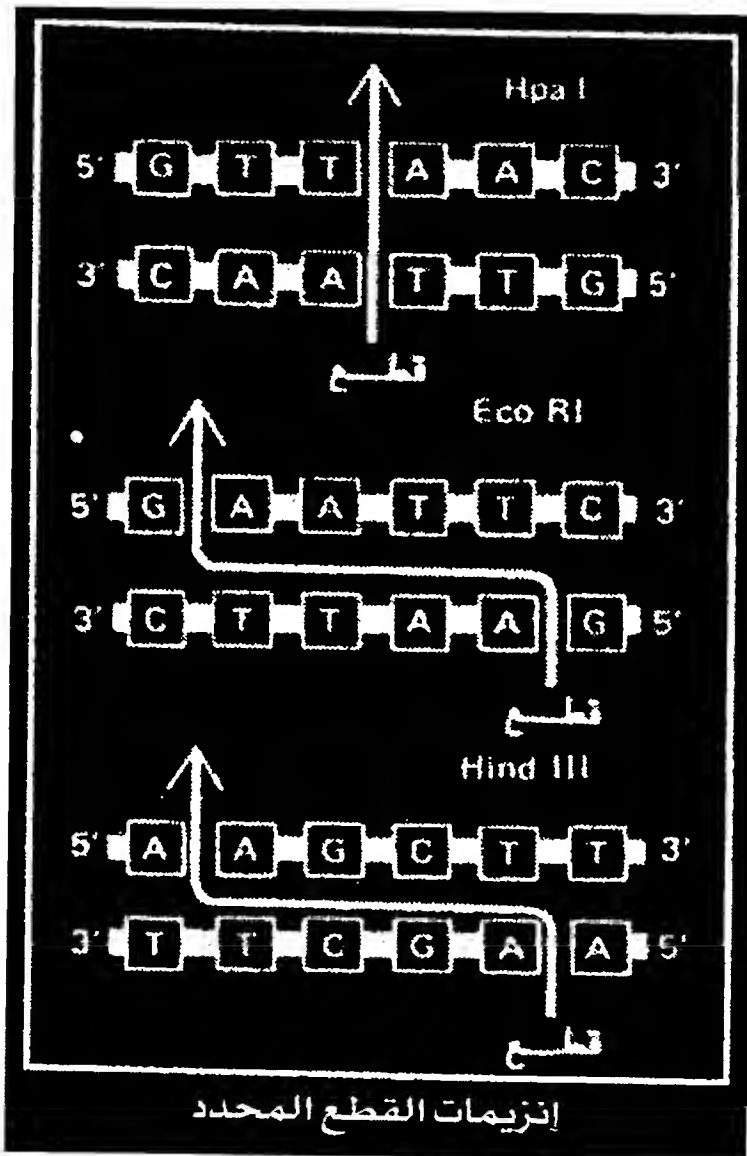 Hpa I
5' G T T A A C 3'
3' C A A T T G 5'
قطع
Eco RI
5' G A A T T C 3'
3' C T T A A G 5'
قطع
Hind III
5' A A G C T T 3'
3' T T C G A A 5'
قطع
إنزيمات القطع المحدد